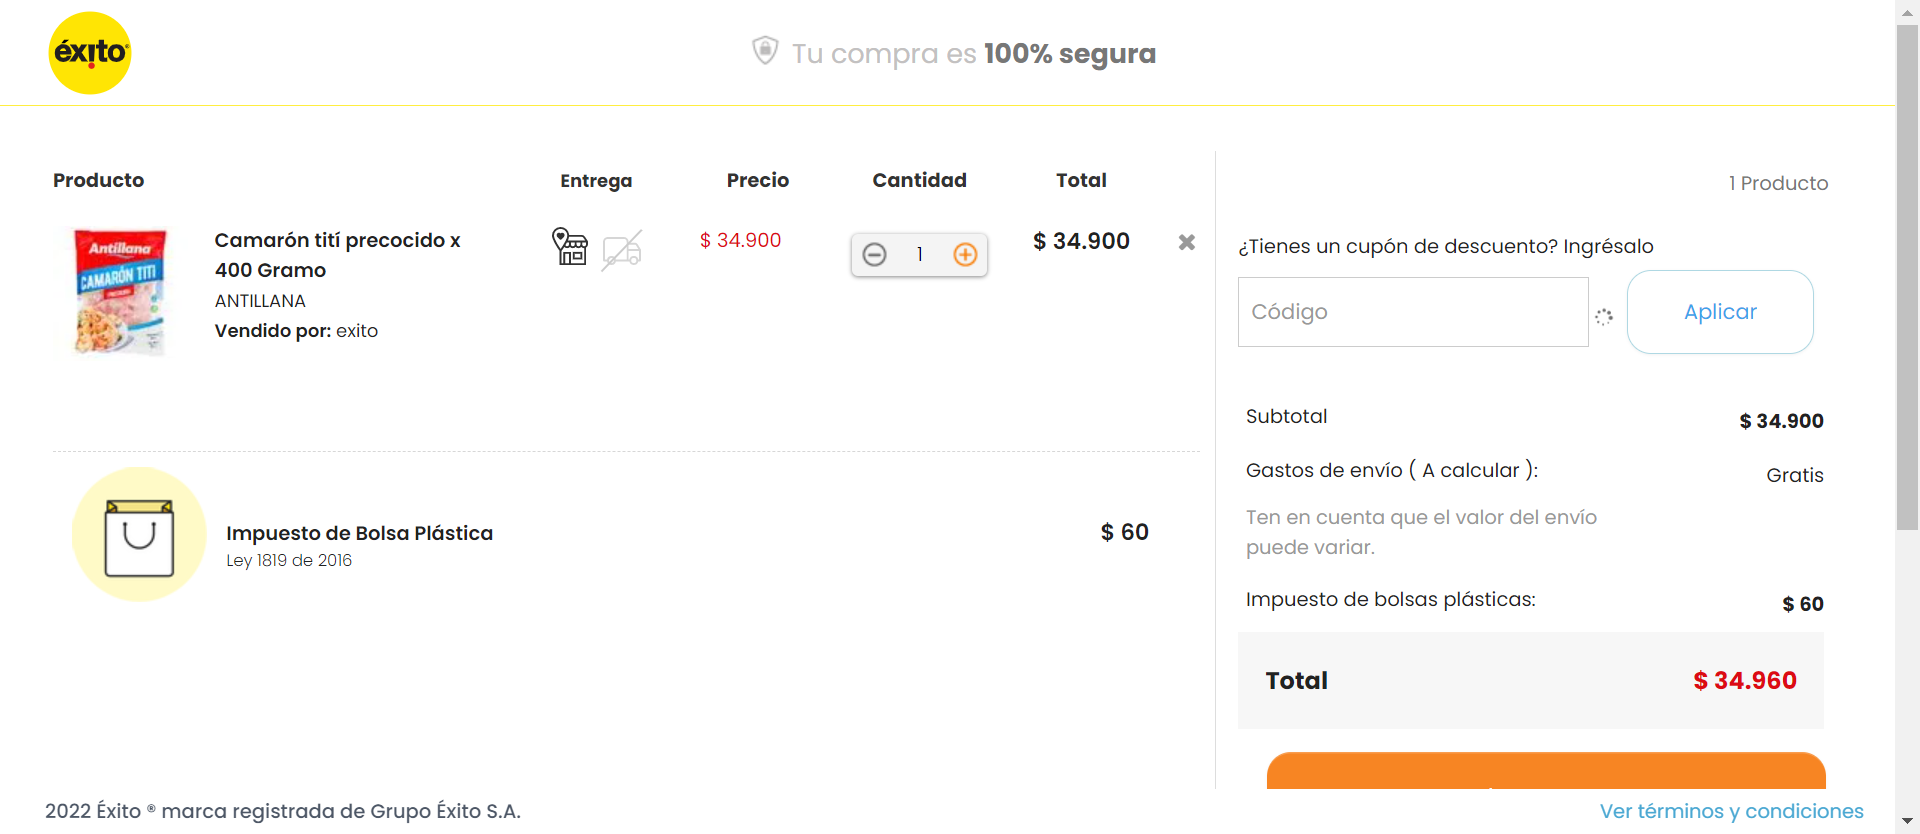 éxito
Tu compra es 100% segura
Producto
Entrega
Precio
Cantidad
Total
Antillana
CAMARÓN TITI
Camarón tití precocido x
400 Gramo
ANTILLANA
Vendido por: exito
$ 34.900
1
$ 34.900
Impuesto de Bolsa Plástica
Ley 1819 de 2016
$ 60
1 Producto
¿Tienes un cupón de descuento? Ingrésalo
Código
Aplicar
Subtotal
$ 34.900
Gastos de envío ( A calcular ):
Gratis
Ten en cuenta que el valor del envío
puede variar.
Impuesto de bolsas plásticas:
$ 60
Total
$ 34.960
2022 Éxito ® marca registrada de Grupo Éxito S.A.
Ver términos y condiciones